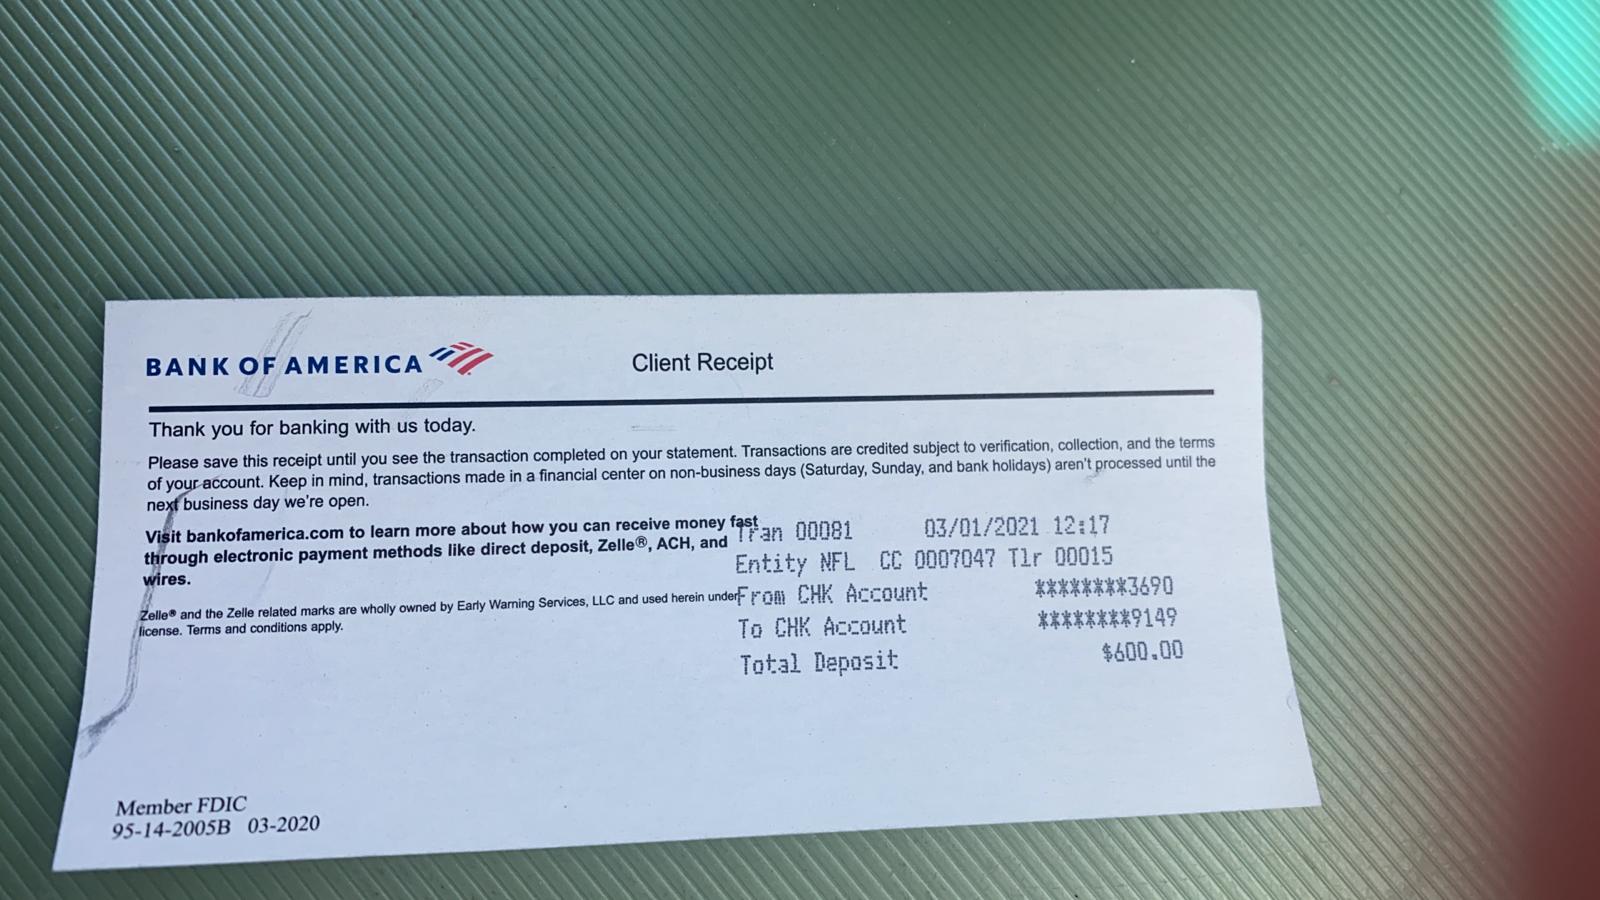 BANK OF AMERICA
Client Receipt
Thank you for banking with us today.
Please save this receipt until you see the transaction completed on your statement. Transactions are credited subject to verification, collection, and the terms
of your account. Keep in mind, transactions made in a financial center on non-business days (Saturday, Sunday, and bank holidays) aren't processed until the
next business day we're open.
Visit bankofamerica.com to learn more about how you can receive money fast
through electronic payment methods like direct deposit, Zelle®, ACH, and
wires.
Zelle® and the Zelle related marks are wholly owned by Early Warning Services, LLC and used herein under
license. Terms and conditions apply.
Tran 00081 03/01/2021 12:17
Entity NFL CC 0007047 Tlr 00015
From CHK Account ********3690
To CHK Account ********9149
Total Deposit $600.00
Member FDIC
95-14-2005B 03-2020